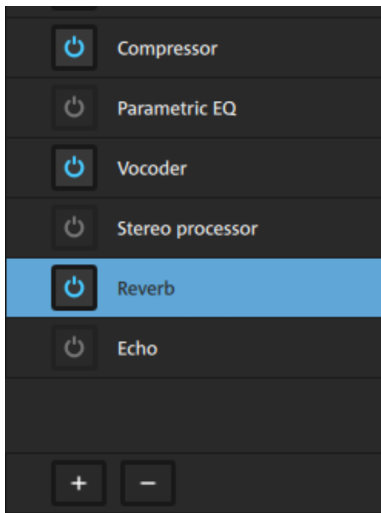 Compressor
Parametric EQ
Vocoder
Stereo processor
Reverb
Echo
+ −